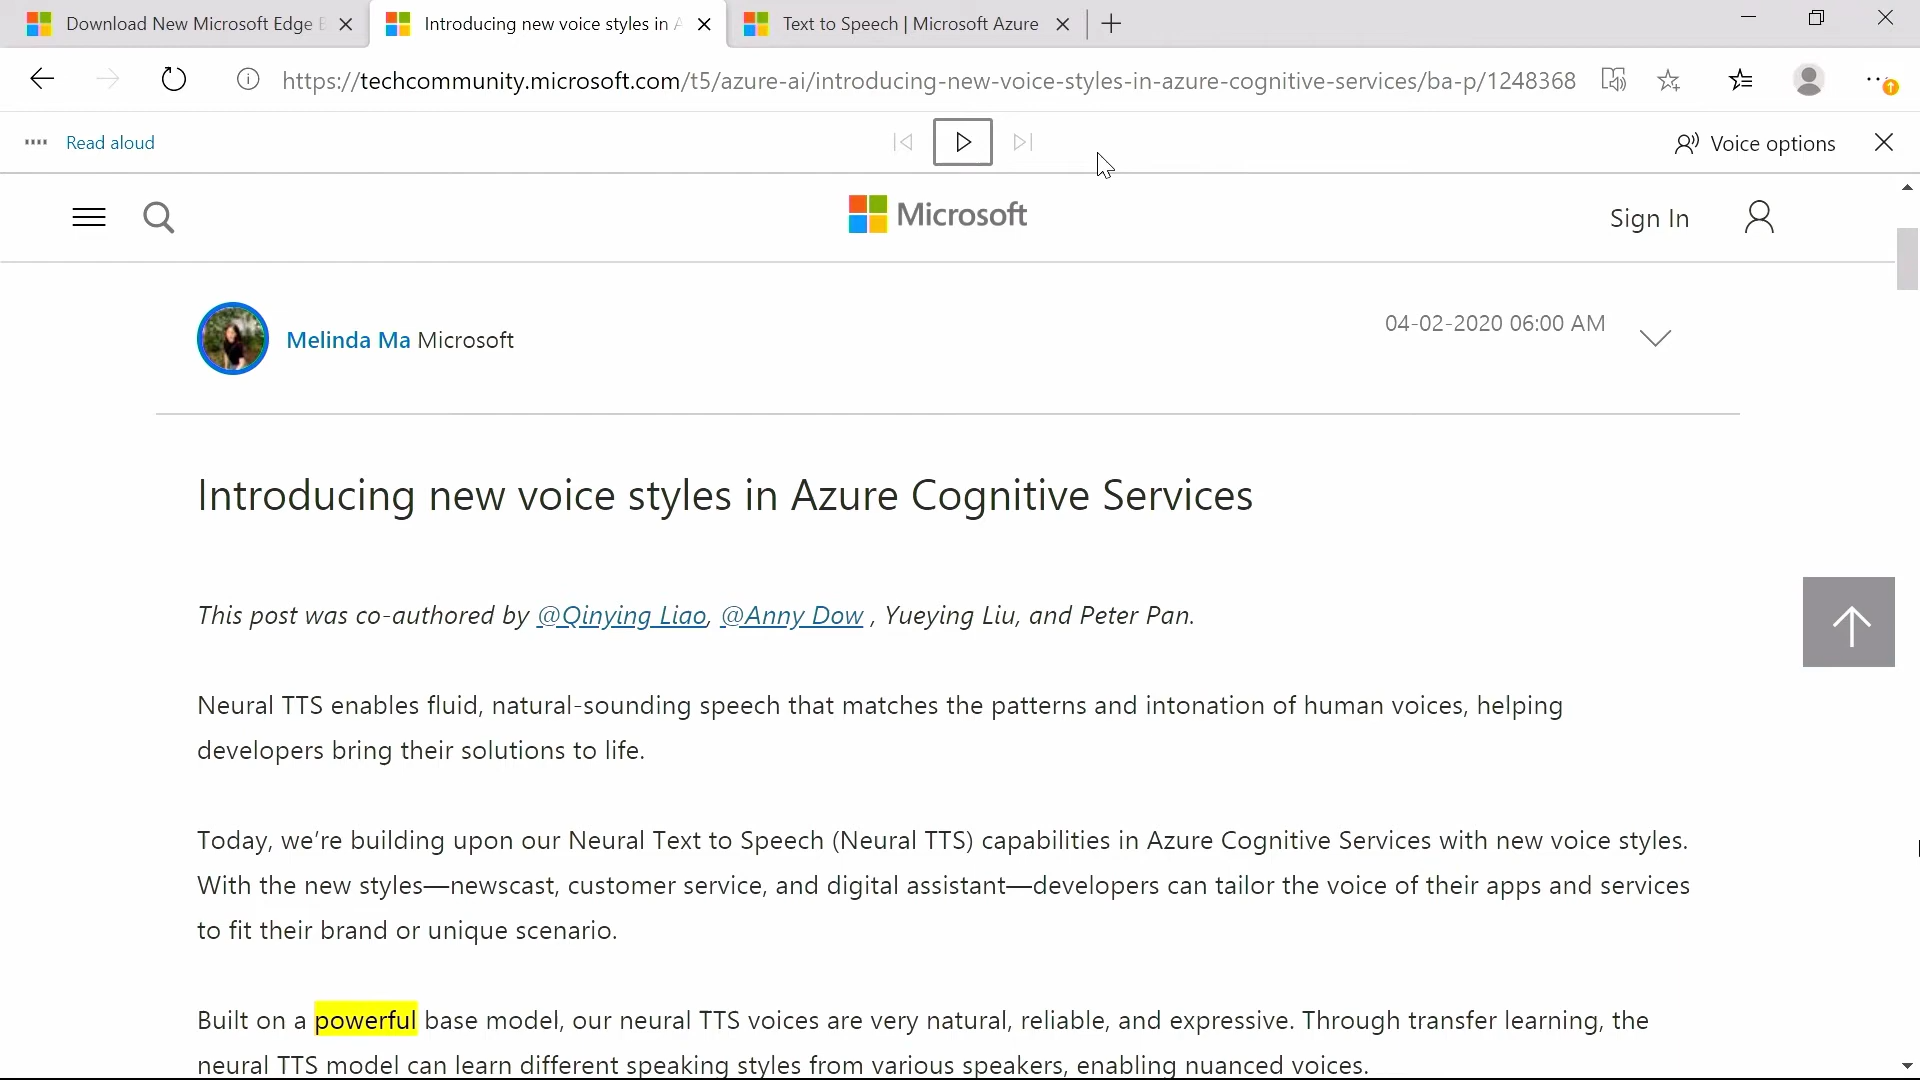 Download New Microsoft Edge
Introducing new voice styles in
Text to Speech | Microsoft Azure
https://techcommunity.microsoft.com/t5/azure-ai/introducing-new-voice-styles-in-azure-cognitive-services/ba-p/1248368
Read aloud
Voice options
Microsoft
Sign In
Melinda Ma Microsoft
04-02-2020 06:00 AM
Introducing new voice styles in Azure Cognitive Services
This post was co-authored by @Qinying Liao, @Anny Dow , Yueying Liu, and Peter Pan.
Neural TTS enables fluid, natural-sounding speech that matches the patterns and intonation of human voices, helping
developers bring their solutions to life.
Today, we’re building upon our Neural Text to Speech (Neural TTS) capabilities in Azure Cognitive Services with new voice styles.
With the new styles—newscast, customer service, and digital assistant—developers can tailor the voice of their apps and services
to fit their brand or unique scenario.
Built on a powerful base model, our neural TTS voices are very natural, reliable, and expressive. Through transfer learning, the
neural TTS model can learn different speaking styles from various speakers, enabling nuanced voices.